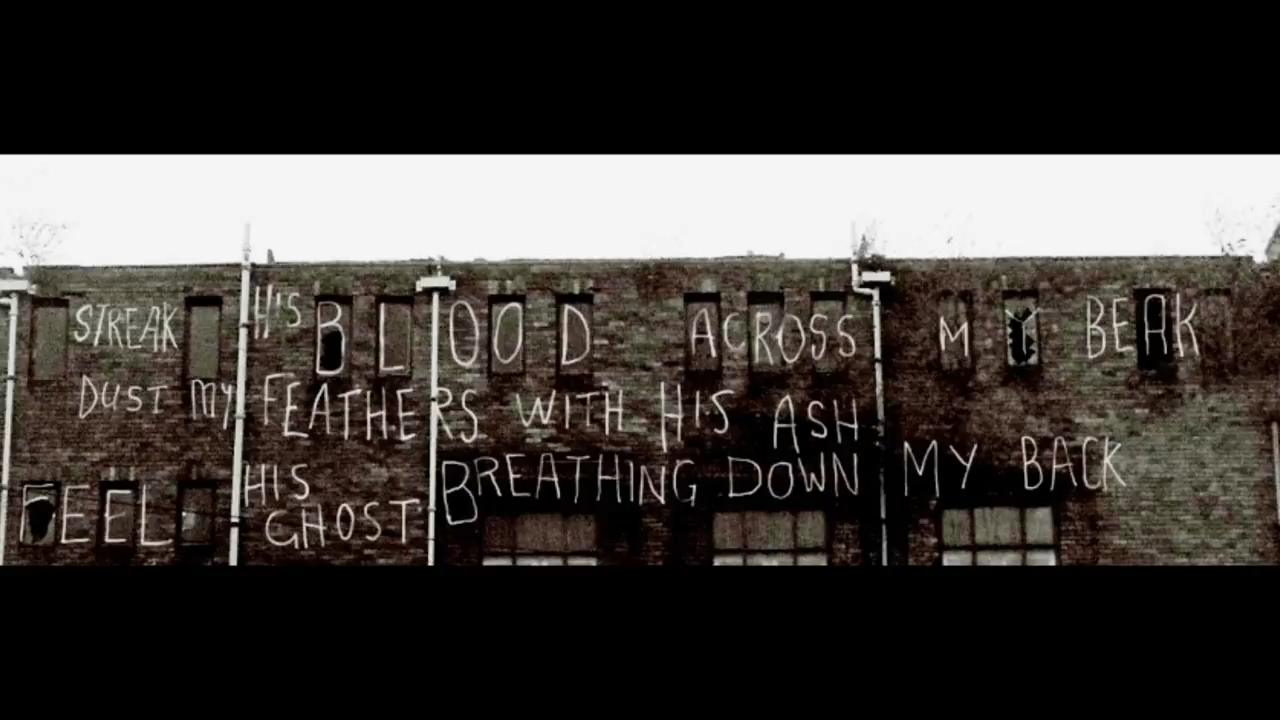 STREAK HIS BLOOD ACROSS MY BEAK
DUST MY FEATHERS WITH HIS ASH
FEEL HIS GHOST BREATHING DOWN MY BACK